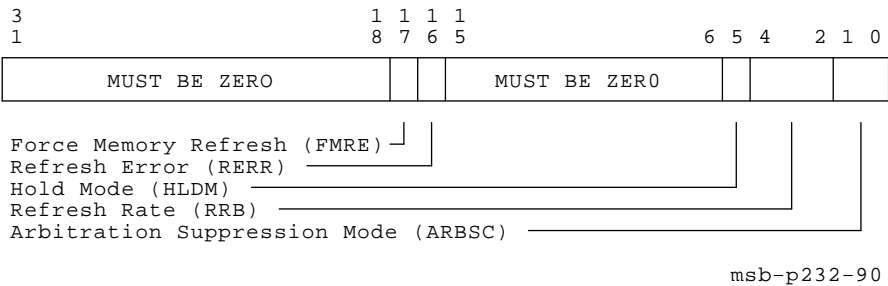 3 1 1 1 1
1 8 7 6 5 6 5 4 2 1 0
MUST BE ZERO MUST BE ZER0
Force Memory Refresh (FMRE)
Refresh Error (RERR)
Hold Mode (HLDM)
Refresh Rate (RRB)
Arbitration Suppression Mode (ARBSC)
msb-p232-90